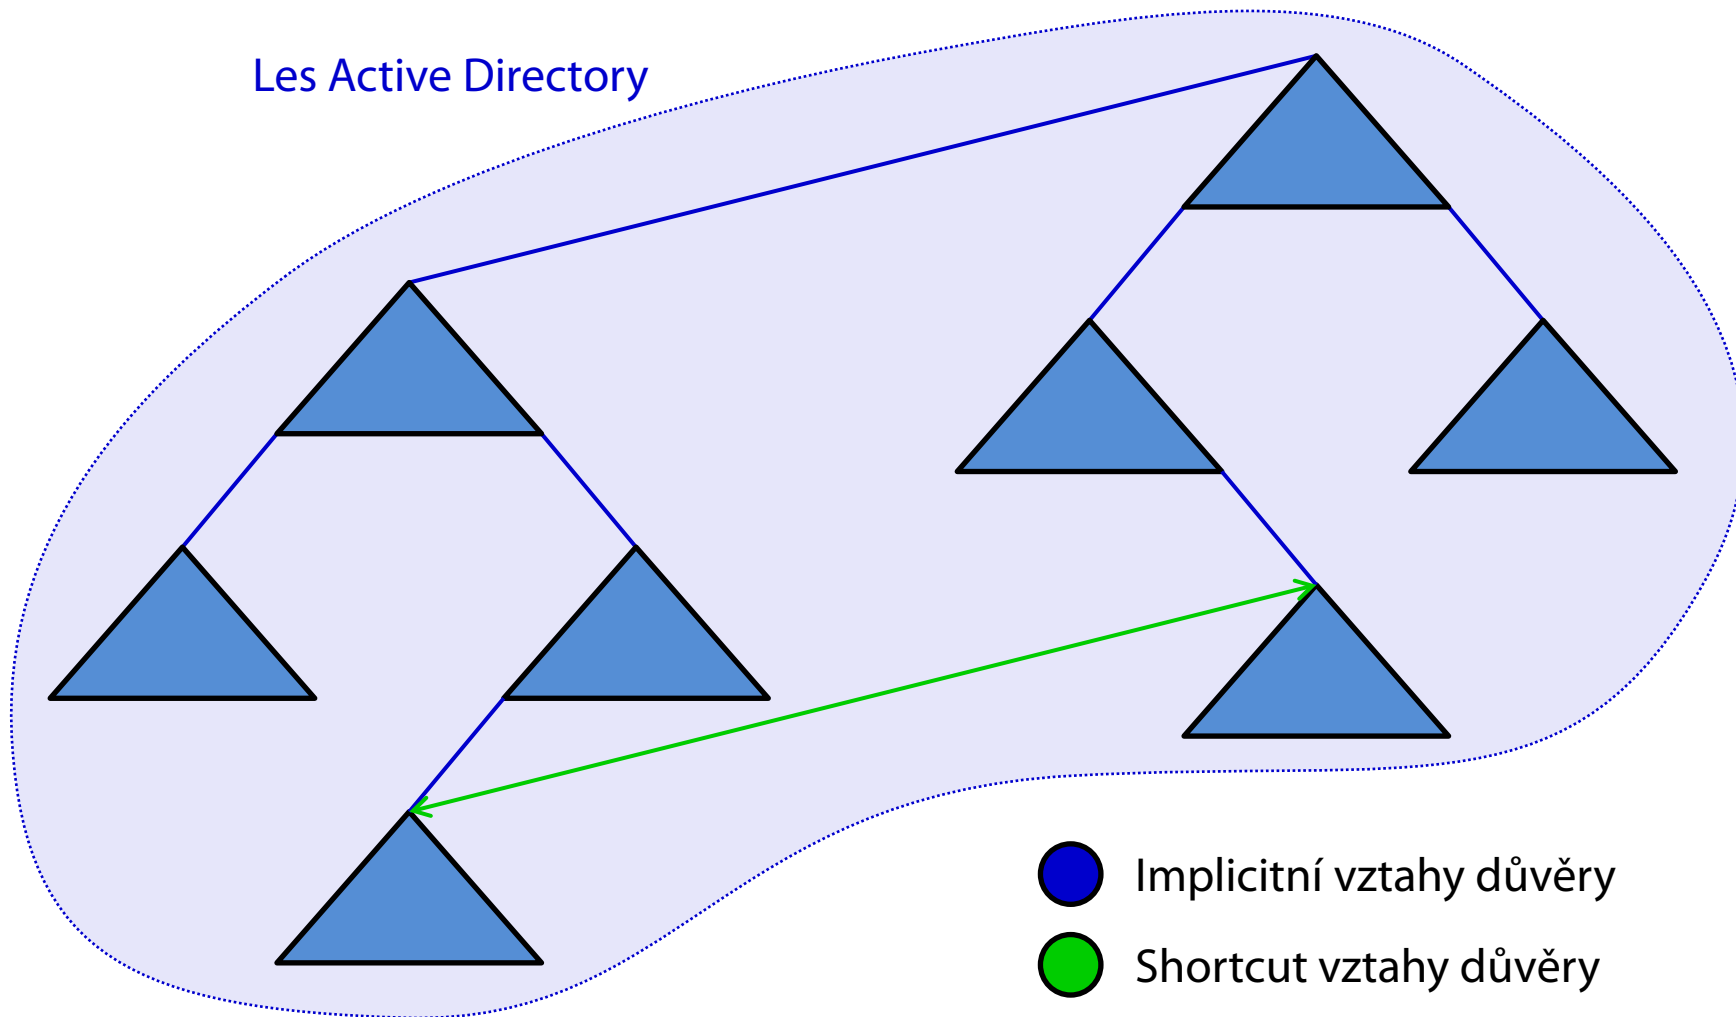 Les Active Directory
Implicitní vztahy důvěry
Shortcut vztahy důvěry